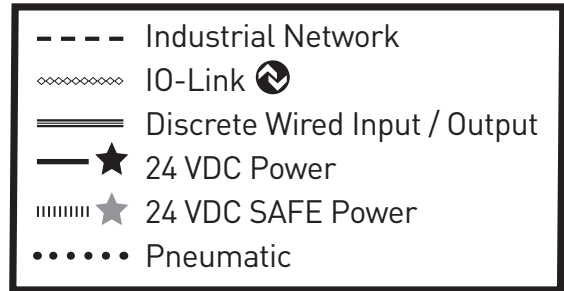 Industrial Network
IO-Link
Discrete Wired Input / Output
24 VDC Power
24 VDC SAFE Power
Pneumatic